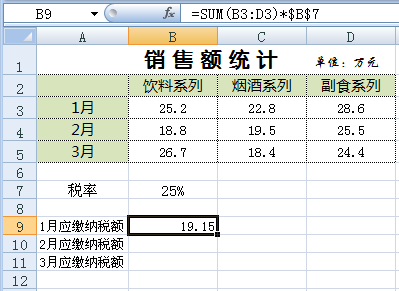 B9 fx =SUM(B3:D3)*$B$7
A B C D
1 销售额统计 单位：万元
2 饮料系列 烟酒系列 副食系列
3 1月 25.2 22.8 28.6
4 2月 18.8 19.5 25.5
5 3月 26.7 18.4 24.4
6
7 税率 25%
8
9 1月应缴纳税额 19.15
10 2月应缴纳税额
11 3月应缴纳税额
12